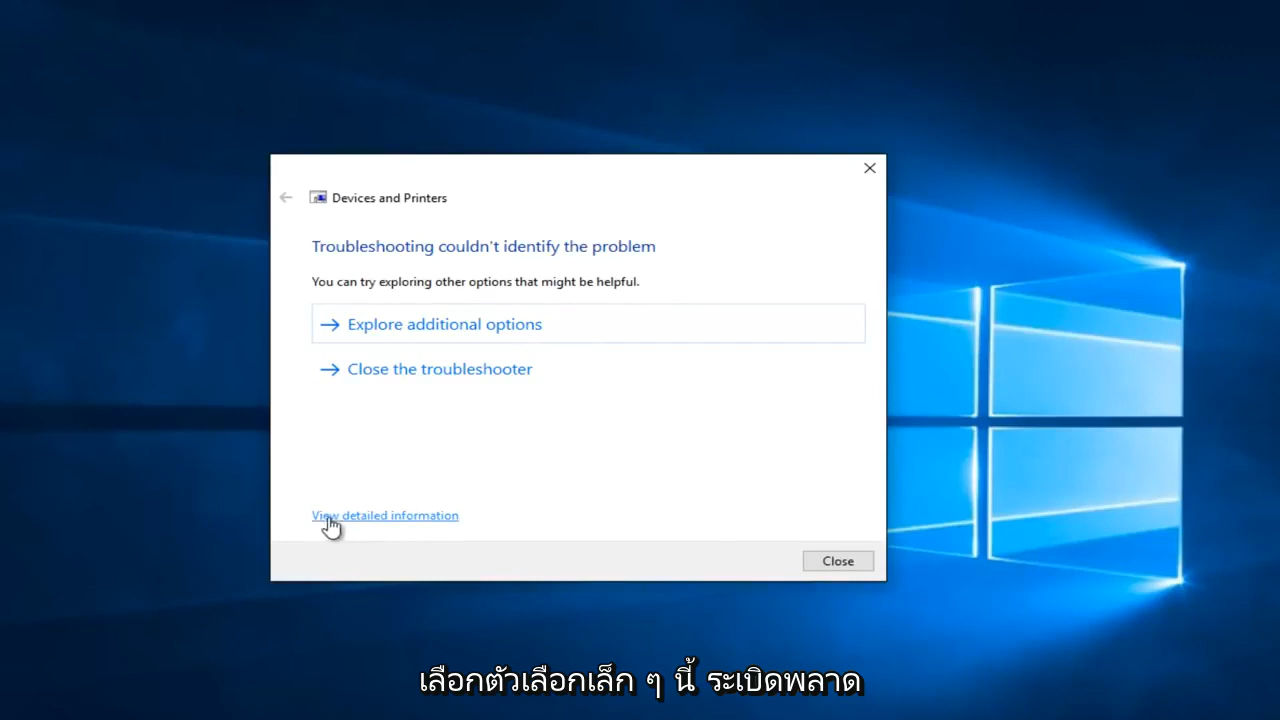 Devices and Printers
Troubleshooting couldn't identify the problem
You can try exploring other options that might be helpful.
Explore additional options
Close the troubleshooter
View detailed information
Close
เลือกตัวเลือกเล็ก ๆ นี้ ระเบิดพลาด